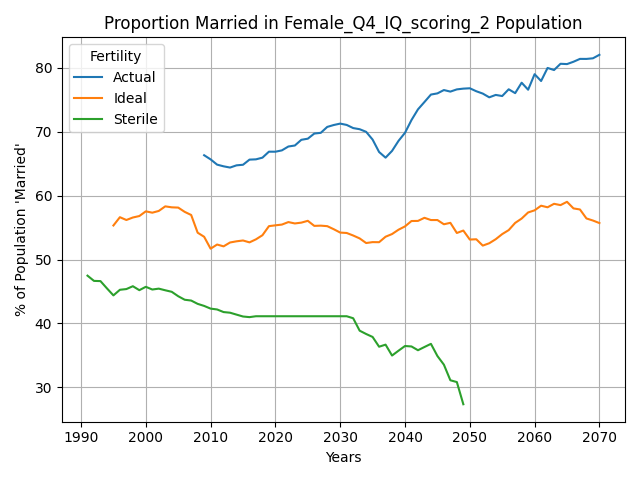 Proportion Married in Female_Q4_IQ_scoring_2 Population
% of Population 'Married'
Fertility
Actual
Ideal
Sterile
80
70
60
50
40
30
1990 2000 2010 2020 2030 2040 2050 2060 2070
Years